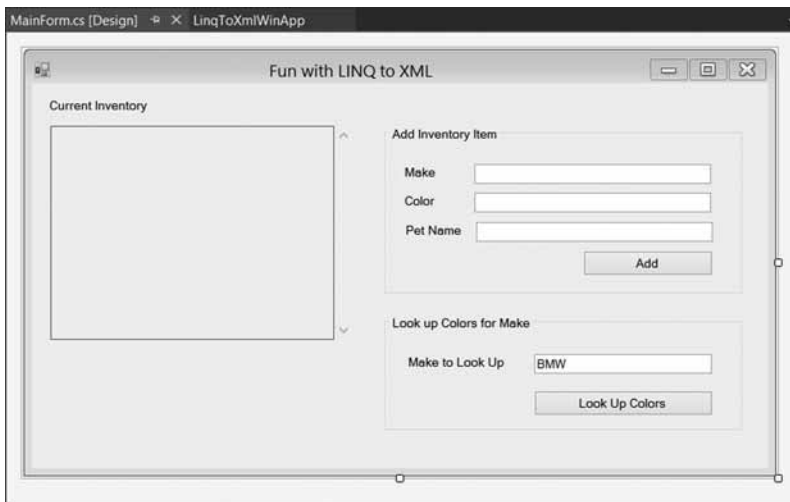 MainForm.cs [Design] LinqToXmlWinApp
Fun with LINQ to XML
Current Inventory
Add Inventory Item
Make
Color
Pet Name
Add
Look up Colors for Make
Make to Look Up BMW
Look Up Colors